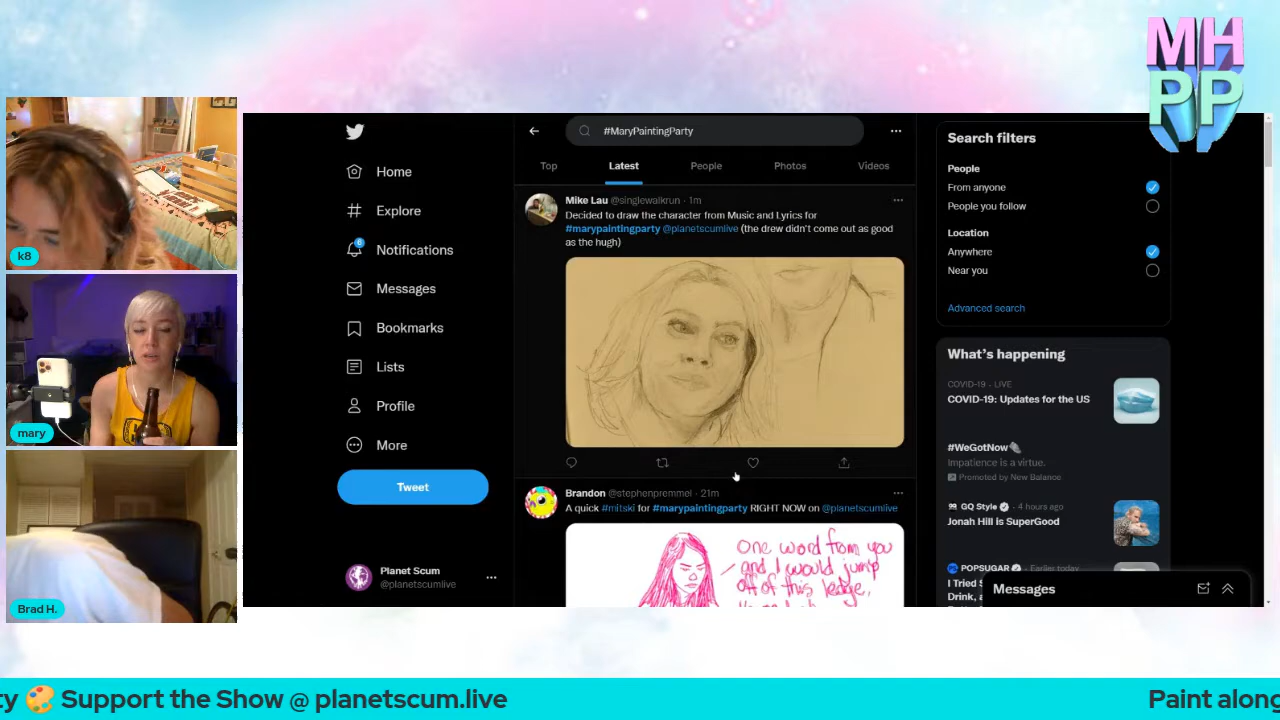 MH
PP
k8
mary
Brad H.
Home
Explore
6
Notifications
Messages
Bookmarks
Lists
Profile
More
Tweet
Planet Scum
@planetscumlive
#MaryPaintingParty
Top
Latest
People
Photos
Videos
Mike Lau @singlewalkrun · 1m
Decided to draw the character from Music and Lyrics for
#marypaintingparty @planetscumlive (the drew didn't come out as good
as the hugh)
Brandon @stephenpremmel · 21m
A quick #mitski for #marypaintingparty RIGHT NOW on @planetscumlive
one word from you
and I would jump
off of this ledge,
Search filters
People
From anyone
People you follow
Location
Anywhere
Near you
Advanced search
What's happening
COVID-19 · LIVE
COVID-19: Updates for the US
#WeGotNow
Impatience is a virtue.
Promoted by New Balance
GQ Style · 4 hours ago
Jonah Hill is SuperGood
POPSUGAR · Earlier today
I Tried
Drink, a
Messages
ty 🎨 Support the Show @ planetscum.live
Paint along